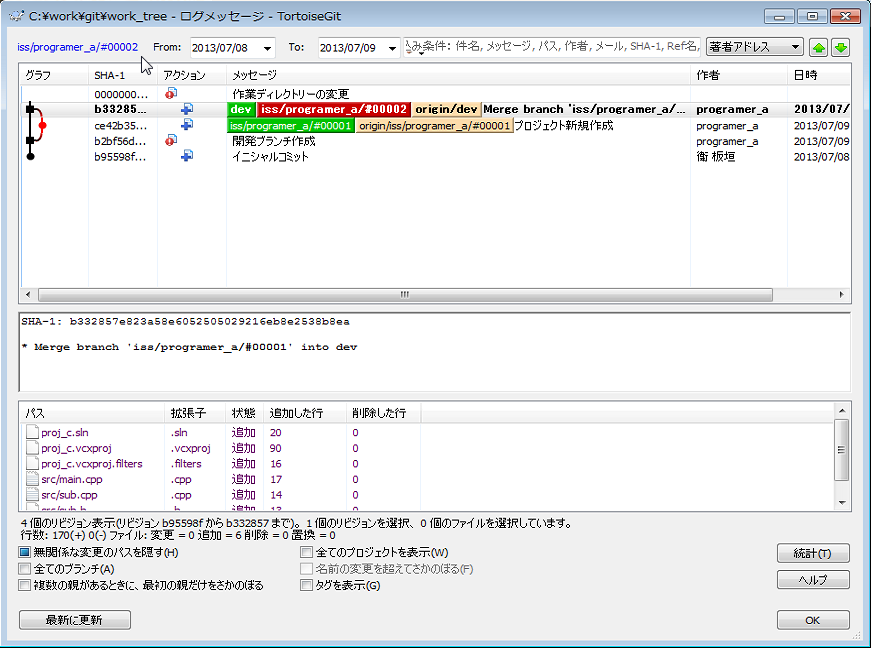 C:¥work¥git¥work_tree - ログメッセージ - TortoiseGit
iss/programer_a/#00002 From: 2013/07/08 To: 2013/07/09 み条件: 件名, メッセージ, パス, 作者, メール, SHA-1, Ref名, 著者アドレス
グラフ SHA-1 アクション メッセージ 作者 日時
0000000... 作業ディレクトリーの変更
b33285... dev iss/programer_a/#00002 origin/dev Merge branch 'iss/programer_a/... programer_a 2013/07/
ce42b35... iss/programer_a/#00001 origin/iss/programer_a/#00001 プロジェクト新規作成 programer_a 2013/07/09
b2bf56d... 開発ブランチ作成 programer_a 2013/07/09
b95598f... イニシャルコミット 衛 板垣 2013/07/08
SHA-1: b332857e823a58e6052505029216eb8e2538b8ea
* Merge branch 'iss/programer_a/#00001' into dev
パス 拡張子 状態 追加した行 削除した行
proj_c.sln .sln 追加 20 0
proj_c.vcxproj .vcxproj 追加 90 0
proj_c.vcxproj.filters .filters 追加 16 0
src/main.cpp .cpp 追加 17 0
src/sub.cpp .cpp 追加 14 0
src/sub.h .h 追加 13 0
4 個のリビジョン表示(リビジョン b95598f から b332857 まで)。1 個のリビジョンを選択、0 個のファイルを選択しています。
行数: 170(+) 0(-) ファイル: 変更 = 0 追加 = 6 削除 = 0 置換 = 0
無関係な変更のパスを隠す(H) 全てのプロジェクトを表示(W) 統計(T)
全てのブランチ(A) 名前の変更を超えてさかのぼる(F) ヘルプ
複数の親があるときに、最初の親だけをさかのぼる タグを表示(G)
最新に更新 OK